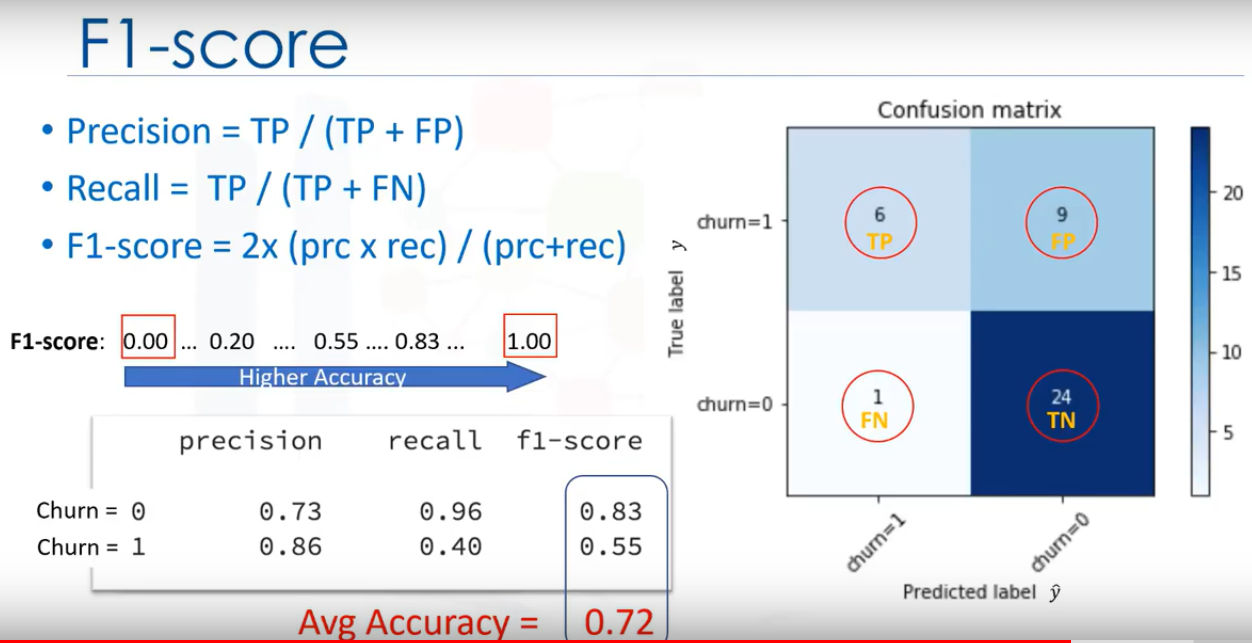 F1-score
• Precision = TP / (TP + FP)
• Recall = TP / (TP + FN)
• F1-score = 2x (prc x rec) / (prc+rec)
F1-score: 0.00 ... 0.20 .... 0.55 .... 0.83 ... 1.00
Higher Accuracy
precision recall f1-score
Churn = 0 0.73 0.96 0.83
Churn = 1 0.86 0.40 0.55
Avg Accuracy = 0.72
Confusion matrix
True label y
churn=1
6
TP
9
FP
churn=0
1
FN
24
TN
churn=1
churn=0
Predicted label ŷ
20
15
10
5